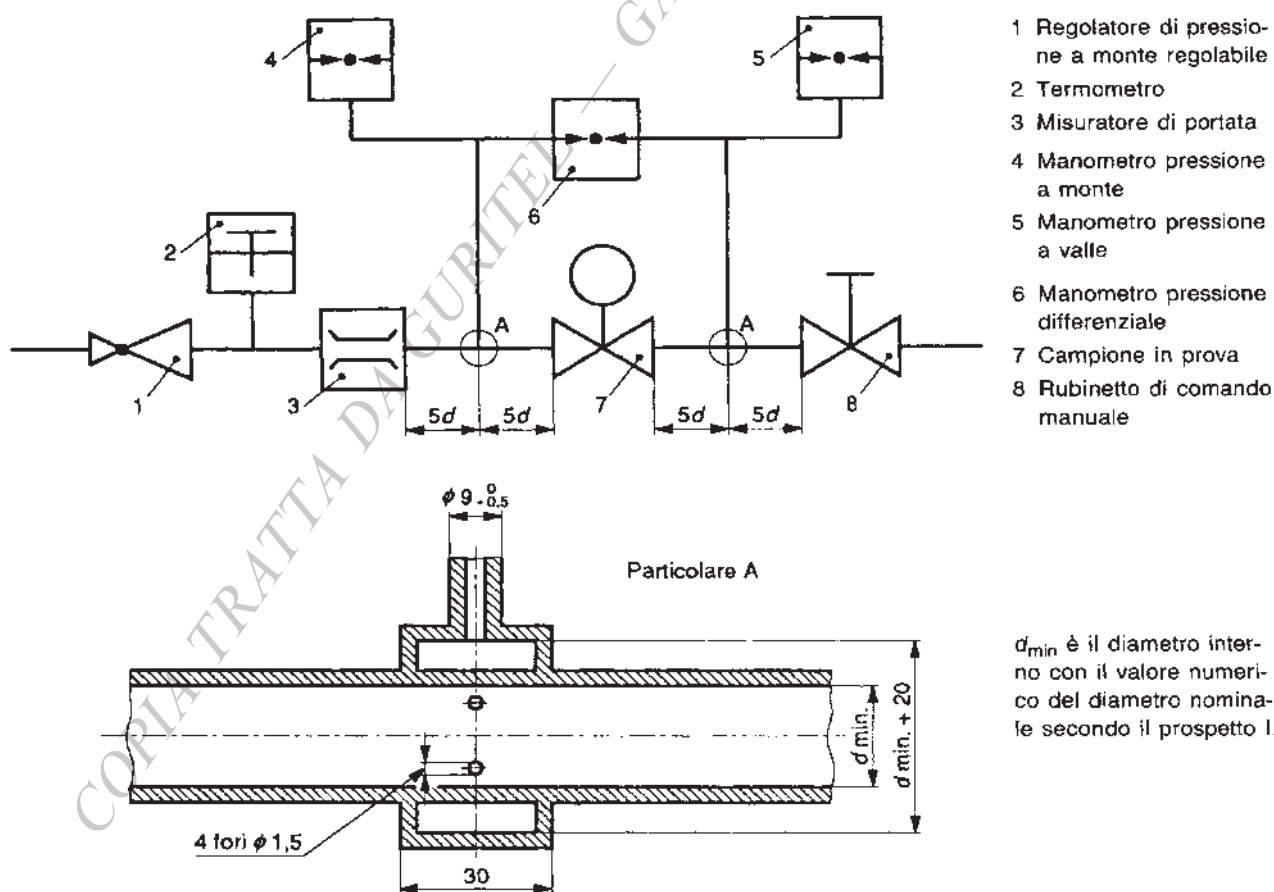 1 Regolatore di pressio-
ne a monte regolabile
2 Termometro
3 Misuratore di portata
4 Manometro pressione
a monte
5 Manometro pressione
a valle
6 Manometro pressione
differenziale
7 Campione in prova
8 Rubinetto di comando
manuale
4
5
6
2
A
A
1
3
7
8
5d
5d
5d
5d
ϕ 9 - 0
0,5
Particolare A
d min.
d min. + 20
4 fori ϕ 1,5
30
dmin è il diametro inter-
no con il valore numeri-
co del diametro nomina-
le secondo il prospetto I.
COPIA TRATTA DA GURITEL — GA